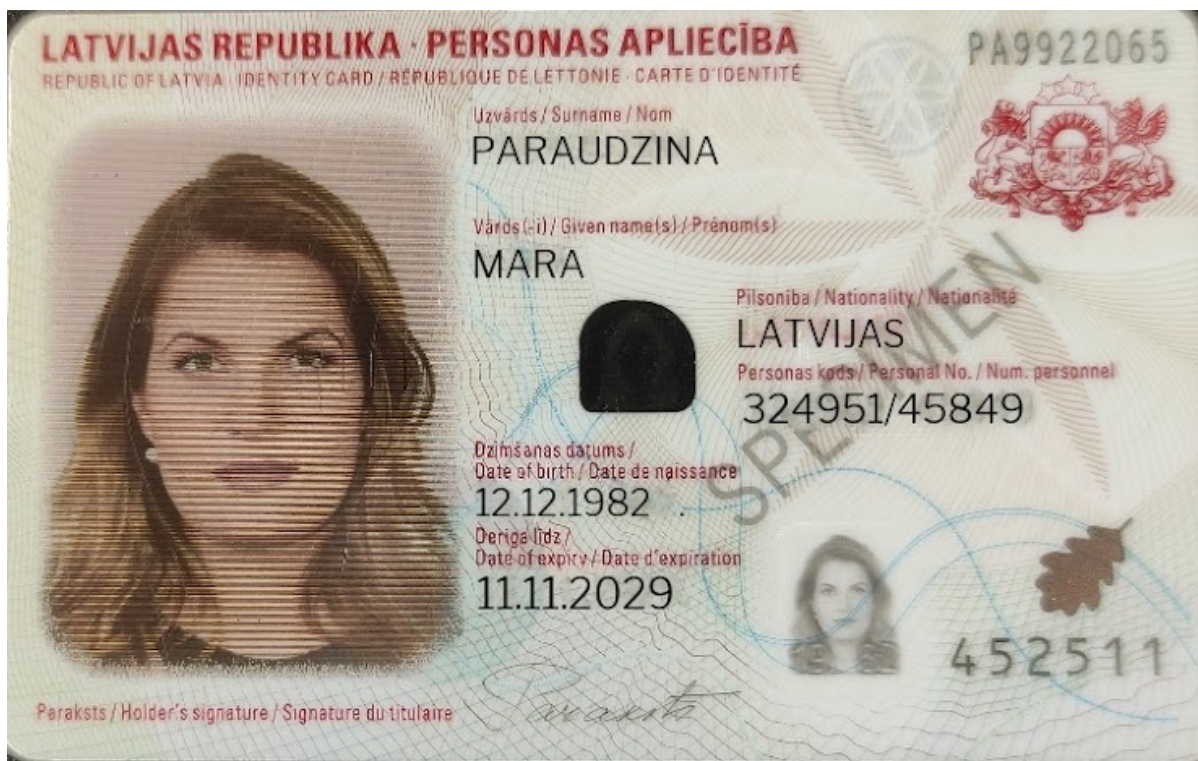 LATVIJAS REPUBLIKA · PERSONAS APLIECĪBA
PA9922065
REPUBLIC OF LATVIA · IDENTITY CARD / RÉPUBLIQUE DE LETTONIE · CARTE D'IDENTITÉ
Uzvārds / Surname / Nom
PARAUDZINA
Vārds(-i) / Given name(s) / Prénom(s)
MARA
Pilsonība / Nationality / Nationalité
LATVIJAS
Personas kods / Personal No. / Num. personnel
324951/45849
SPECIMEN
Dzimšanas datums /
Date of birth / Date de naissance
12.12.1982
Derīga līdz /
Date of expiry / Date d'expiration
11.11.2029
452511
Paraksts / Holder's signature / Signature du titulaire
Paraksts